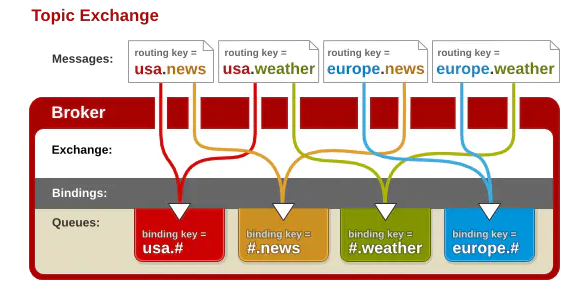 Topic Exchange
Messages:
routing key =
usa.news
routing key =
usa.weather
routing key =
europe.news
routing key =
europe.weather
Broker
Exchange:
Bindings:
Queues:
binding key =
usa.#
binding key =
#.news
binding key =
#.weather
binding key =
europe.#